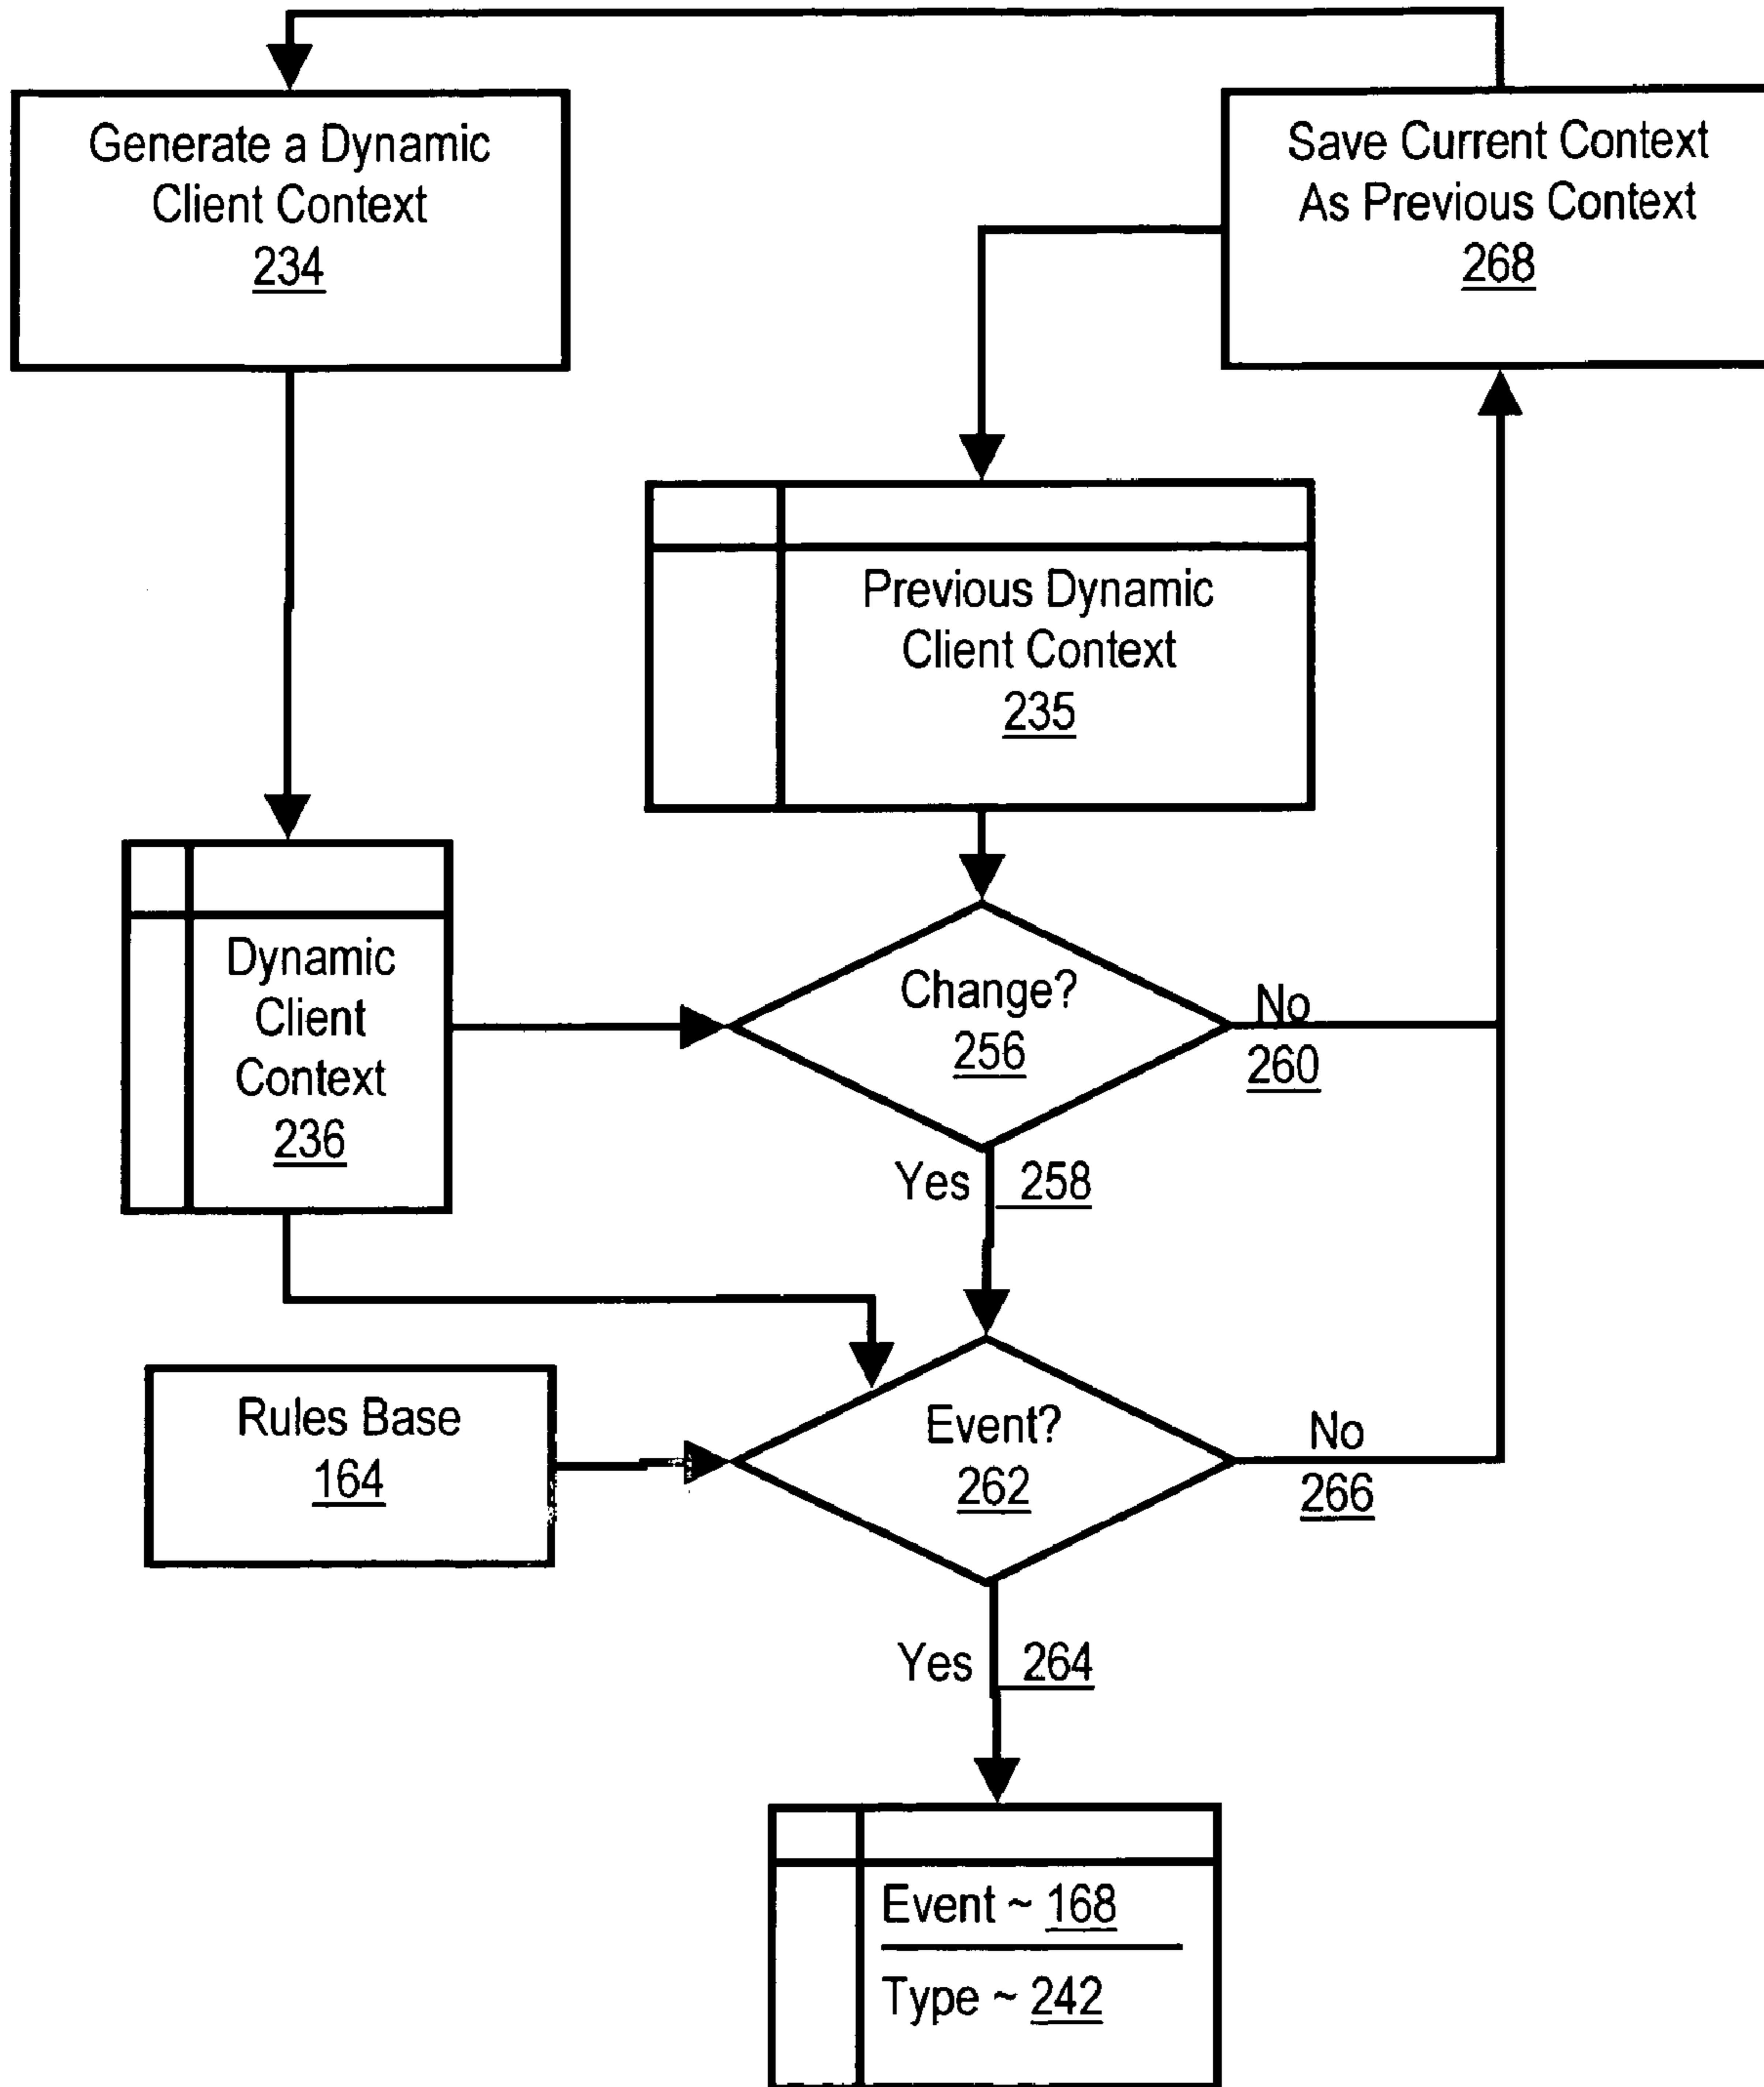 Generate a Dynamic
Client Context
234
Save Current Context
As Previous Context
268
Previous Dynamic
Client Context
235
Dynamic
Client
Context
236
Change?
256
No
260
Yes 258
Rules Base
164
Event?
262
No
266
Yes 264
Event ~ 168
Type ~ 242